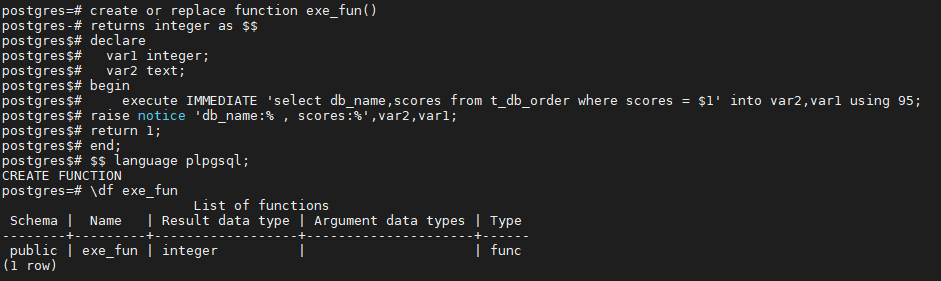 postgres=# create or replace function exe_fun()
postgres-# returns integer as $$
postgres$# declare
postgres$#   var1 integer;
postgres$#   var2 text;
postgres$# begin
postgres$#     execute IMMEDIATE 'select db_name,scores from t_db_order where scores = $1' into var2,var1 using 95;
postgres$# raise notice 'db_name:% , scores:%',var2,var1;
postgres$# return 1;
postgres$# end;
postgres$# $$ language plpgsql;
CREATE FUNCTION
postgres=# \df exe_fun
                        List of functions
 Schema |  Name   | Result data type | Argument data types | Type
--------+---------+------------------+---------------------+------
 public | exe_fun | integer          |                     | func
(1 row)